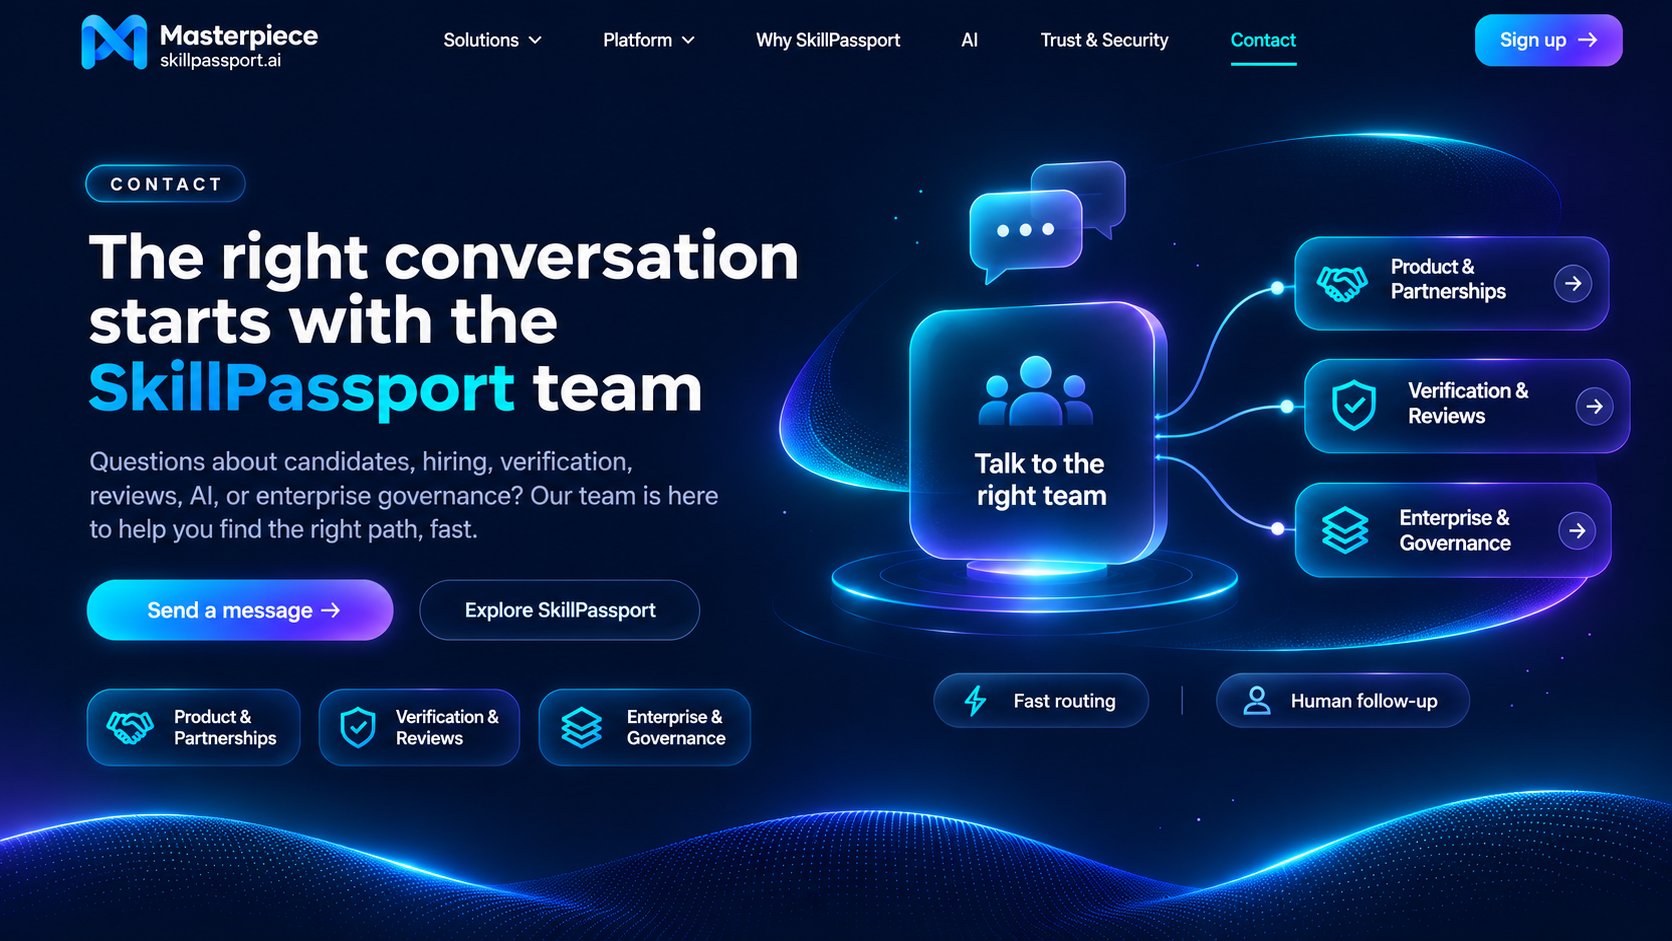 Masterpiece
skillpassport.ai
Solutions
Platform
Why SkillPassport
AI
Trust & Security
Contact
Sign up →
CONTACT
The right conversation
starts with the
SkillPassport team
Questions about candidates, hiring, verification,
reviews, AI, or enterprise governance? Our team is here
to help you find the right path, fast.
Send a message →
Explore SkillPassport
Product &
Partnerships
Verification &
Reviews
Enterprise &
Governance
Talk to the
right team
Product &
Partnerships
Verification &
Reviews
Enterprise &
Governance
Fast routing
Human follow-up